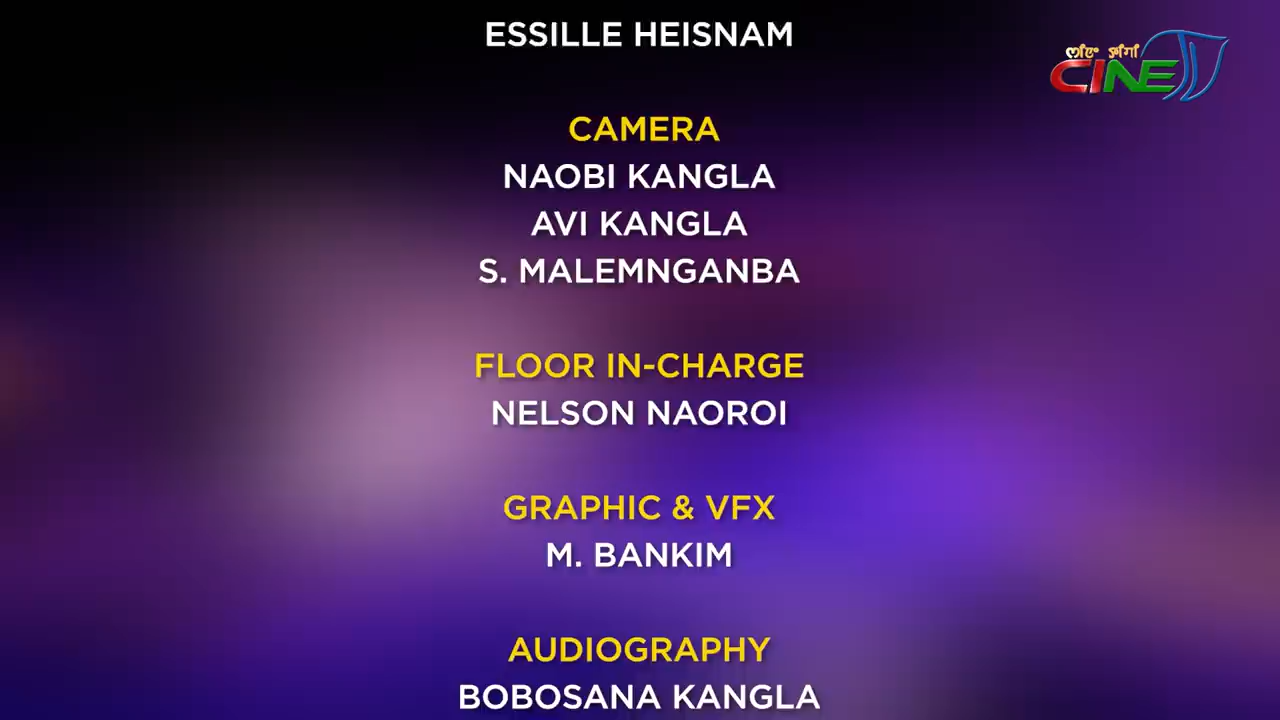 ESSILLE HEISNAM
CINE
CAMERA
NAOBI KANGLA
AVI KANGLA
S. MALEMNGANBA
FLOOR IN-CHARGE
NELSON NAOROI
GRAPHIC & VFX
M. BANKIM
AUDIOGRAPHY
BOBOSANA KANGLA